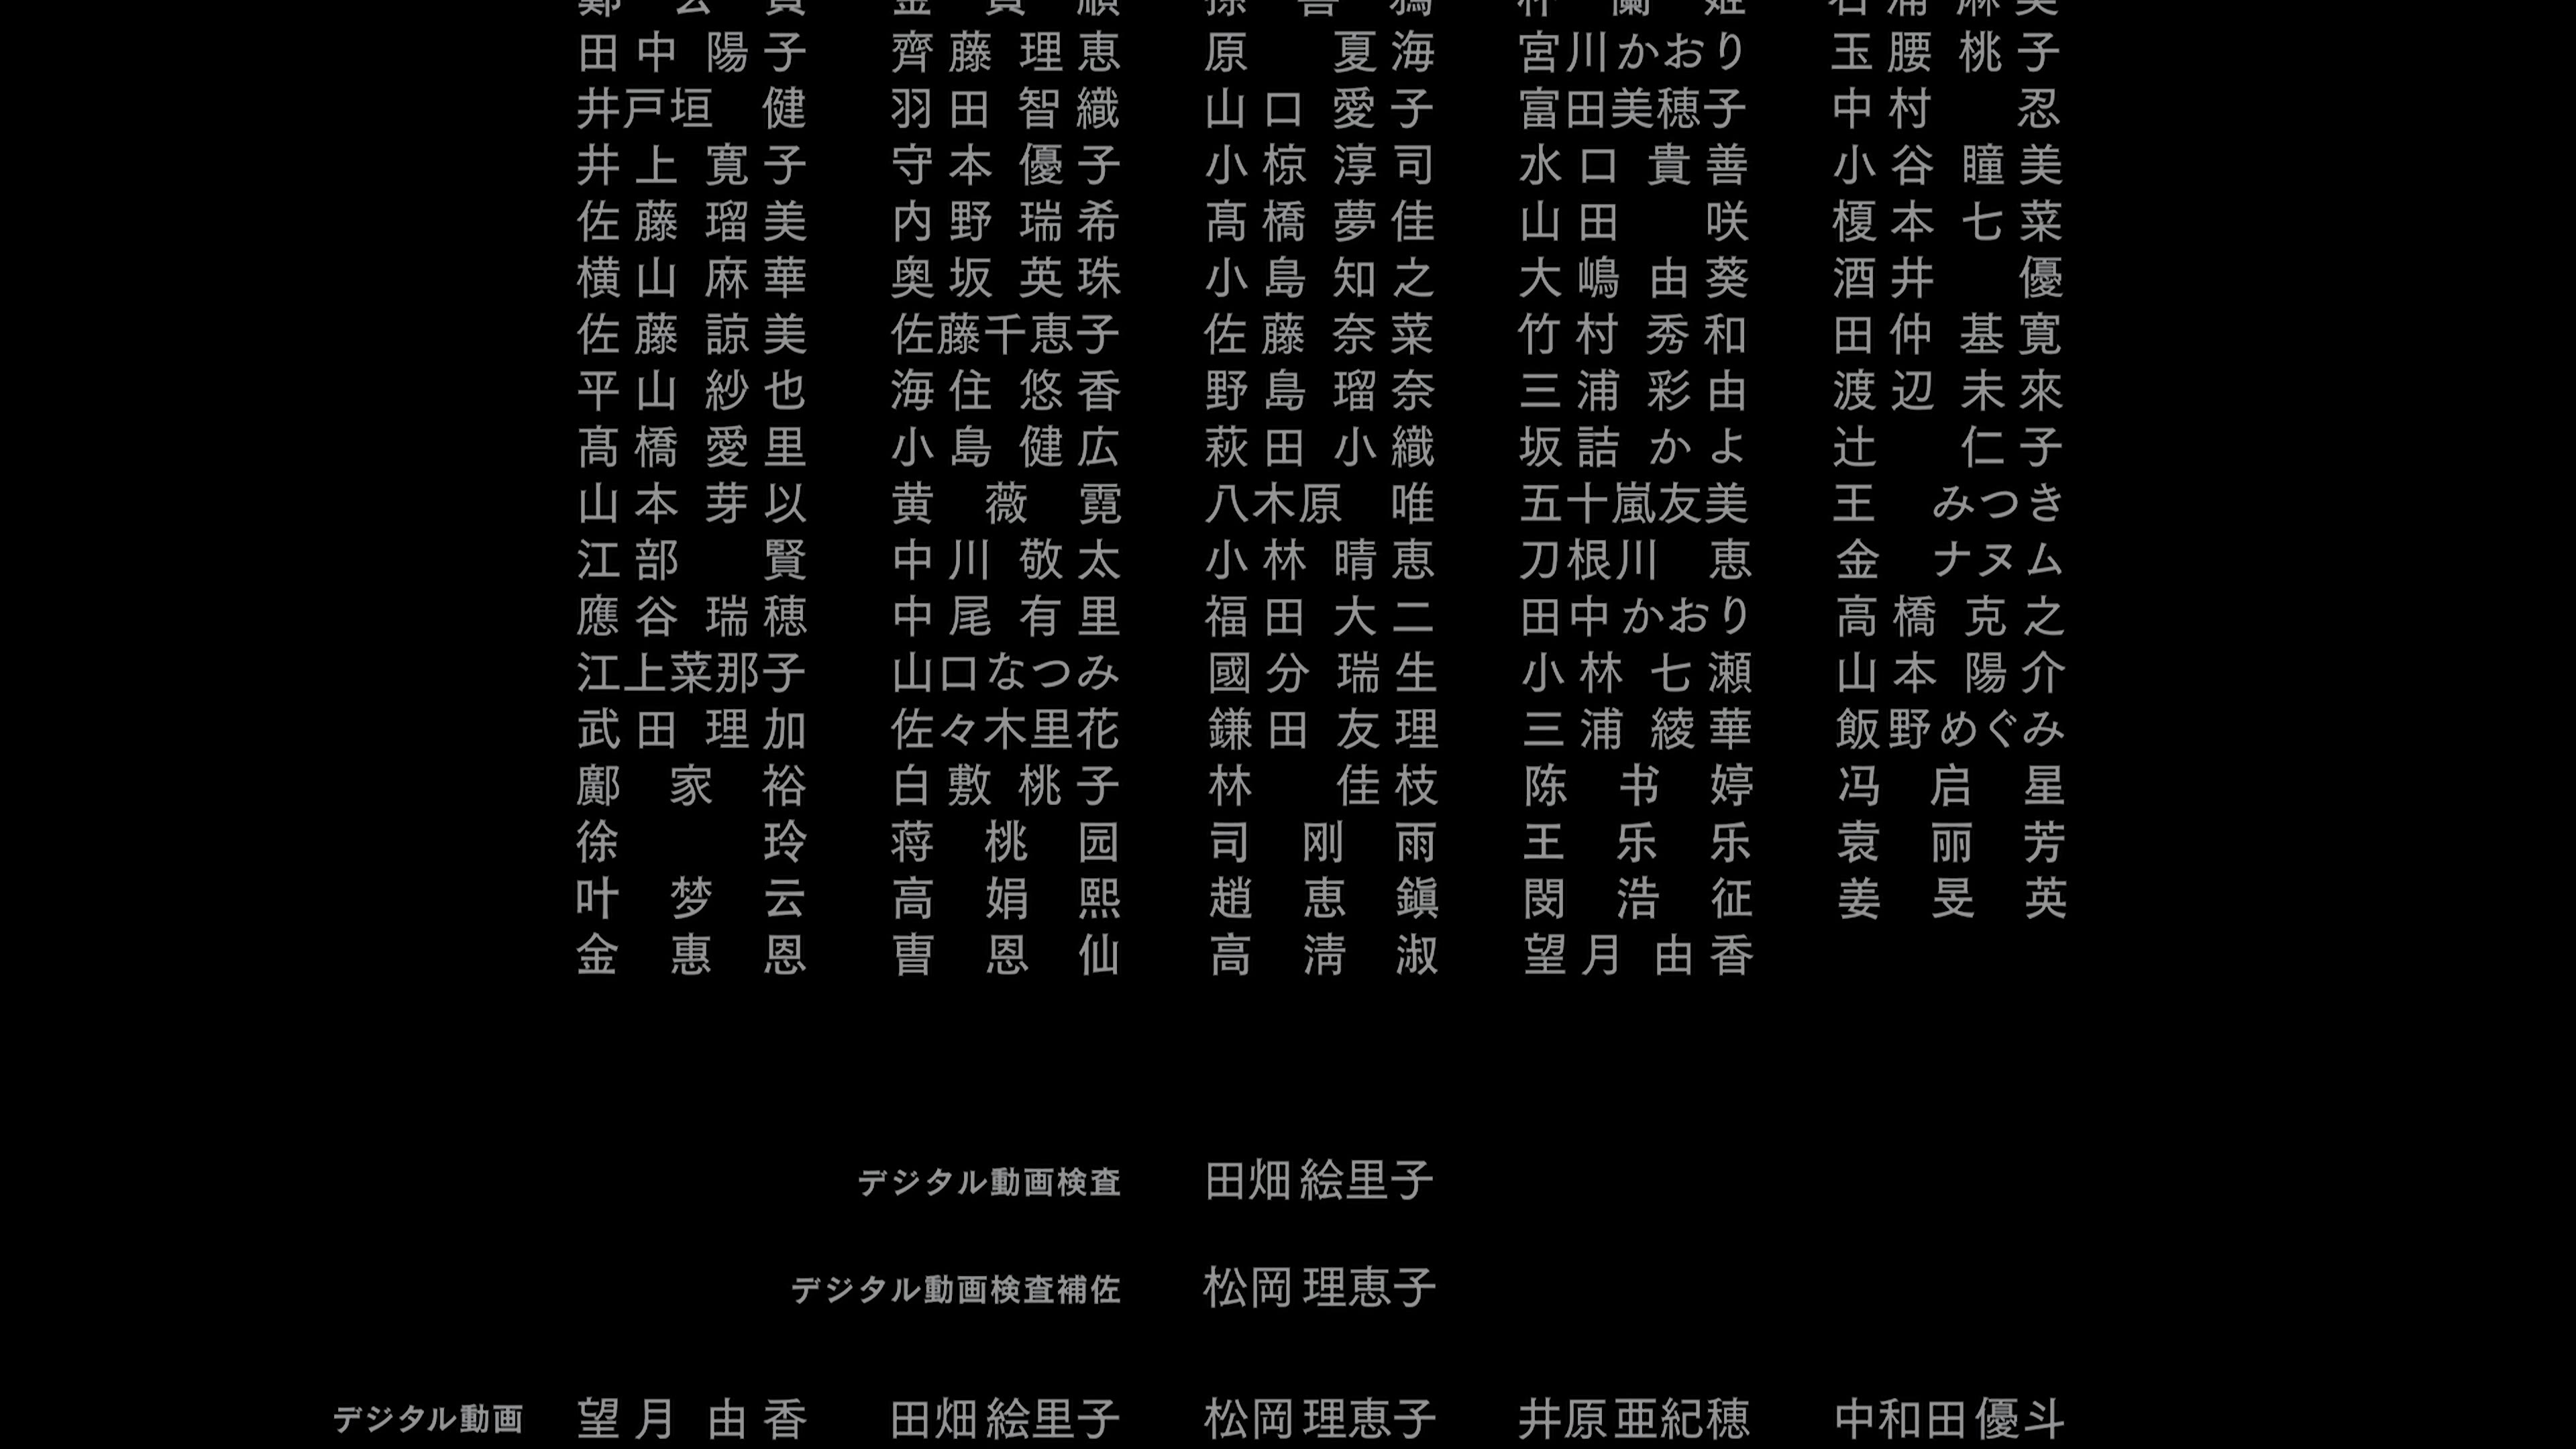 田中陽子 齊藤理恵 原夏海 宮川かおり 玉腰桃子
井戸垣健 羽田智織 山口愛子 富田美穂子 中村忍
井上寛子 守本優子 小椋淳司 水口貴善 小谷瞳美
佐藤瑠美 内野瑞希 髙橋夢佳 山田咲 榎本七菜
横山麻華 奥坂英珠 小島知之 大嶋由葵 酒井優
佐藤諒美 佐藤千恵子 佐藤奈菜 竹村秀和 田仲基寛
平山紗也 海住悠香 野島瑠奈 三浦彩由 渡辺未來
髙橋愛里 小島健広 萩田小織 坂詰かよ 辻仁子
山本芽以 黄薇霓 八木原唯 五十嵐友美 王みつき
江部賢 中川敬太 小林晴恵 刀根川恵 金ナヌム
應谷瑞穂 中尾有里 福田大二 田中かおり 高橋克之
江上菜那子 山口なつみ 國分瑞生 小林七瀬 山本陽介
武田理加 佐々木里花 鎌田友理 三浦綾華 飯野めぐみ
鄺家裕 白敷桃子 林佳枝 陈书婷 冯启星
徐玲 蒋桃园 司刚雨 王乐乐 袁丽芳
叶梦云 高娟熙 趙恵鎭 閔浩征 姜旻英
金惠恩 曺恩仙 高淸淑 望月由香
デジタル動画検査 田畑絵里子
デジタル動画検査補佐 松岡理恵子
デジタル動画 望月由香 田畑絵里子 松岡理恵子 井原亜紀穂 中和田優斗